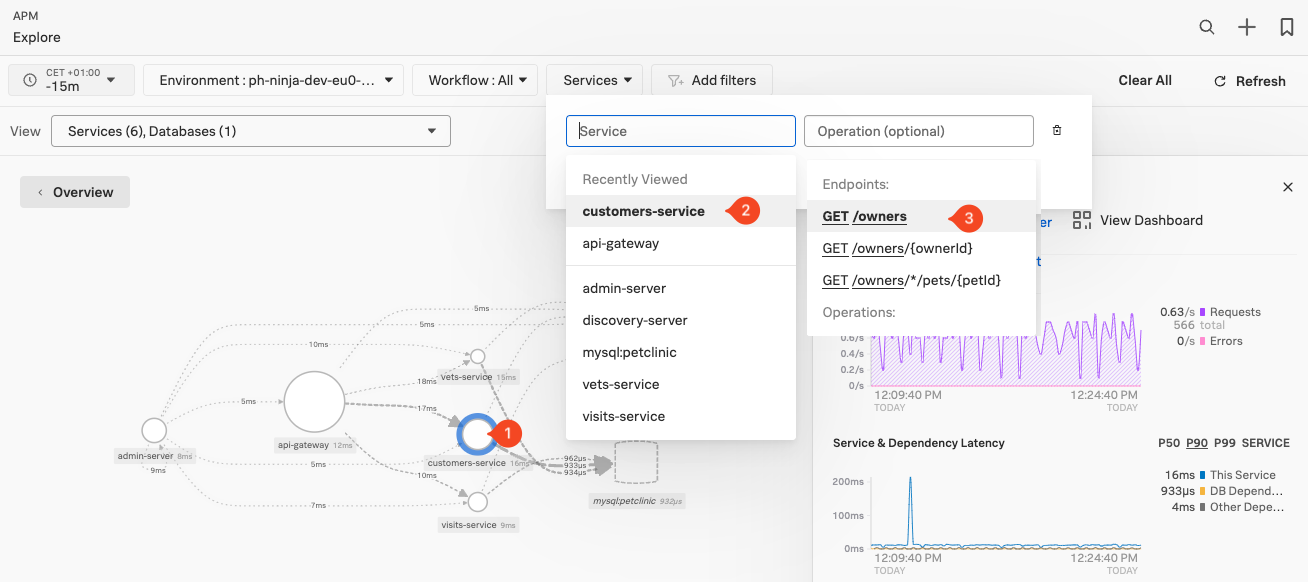 APM
Explore
CET +01:00
-15m
Environment : ph-ninja-dev-eu0-...
Workflow : All
Services
Add filters
Clear All
Refresh
View
Services (6), Databases (1)
Service
Operation (optional)
Overview
Recently Viewed
customers-service
2
api-gateway
admin-server
discovery-server
mysql:petclinic
vets-service
visits-service
Endpoints:
GET /owners
3
GET /owners/{ownerId}
GET /owners/*/pets/{petId}
Operations:
er
View Dashboard
t
5ms
5ms
10ms
vets-service 15ms
18ms
5ms
17ms
1
api-gateway 12ms
admin-server 8ms
9ms
5ms
customers-service 16ms
962µs
933µs
934µs
10ms
mysql:petclinic 932µs
7ms
visits-service 9ms
0.63/s Requests
566 total
0/s Errors
0.6/s
0.4/s
0.2/s
0/s
12:09:40 PM
TODAY
12:24:40 PM
TODAY
Service & Dependency Latency
P50 P90 P99 SERVICE
16ms This Service
933µs DB Depend...
4ms Other Depe...
200ms
100ms
0ms
12:09:40 PM
TODAY
12:24:40 PM
TODAY